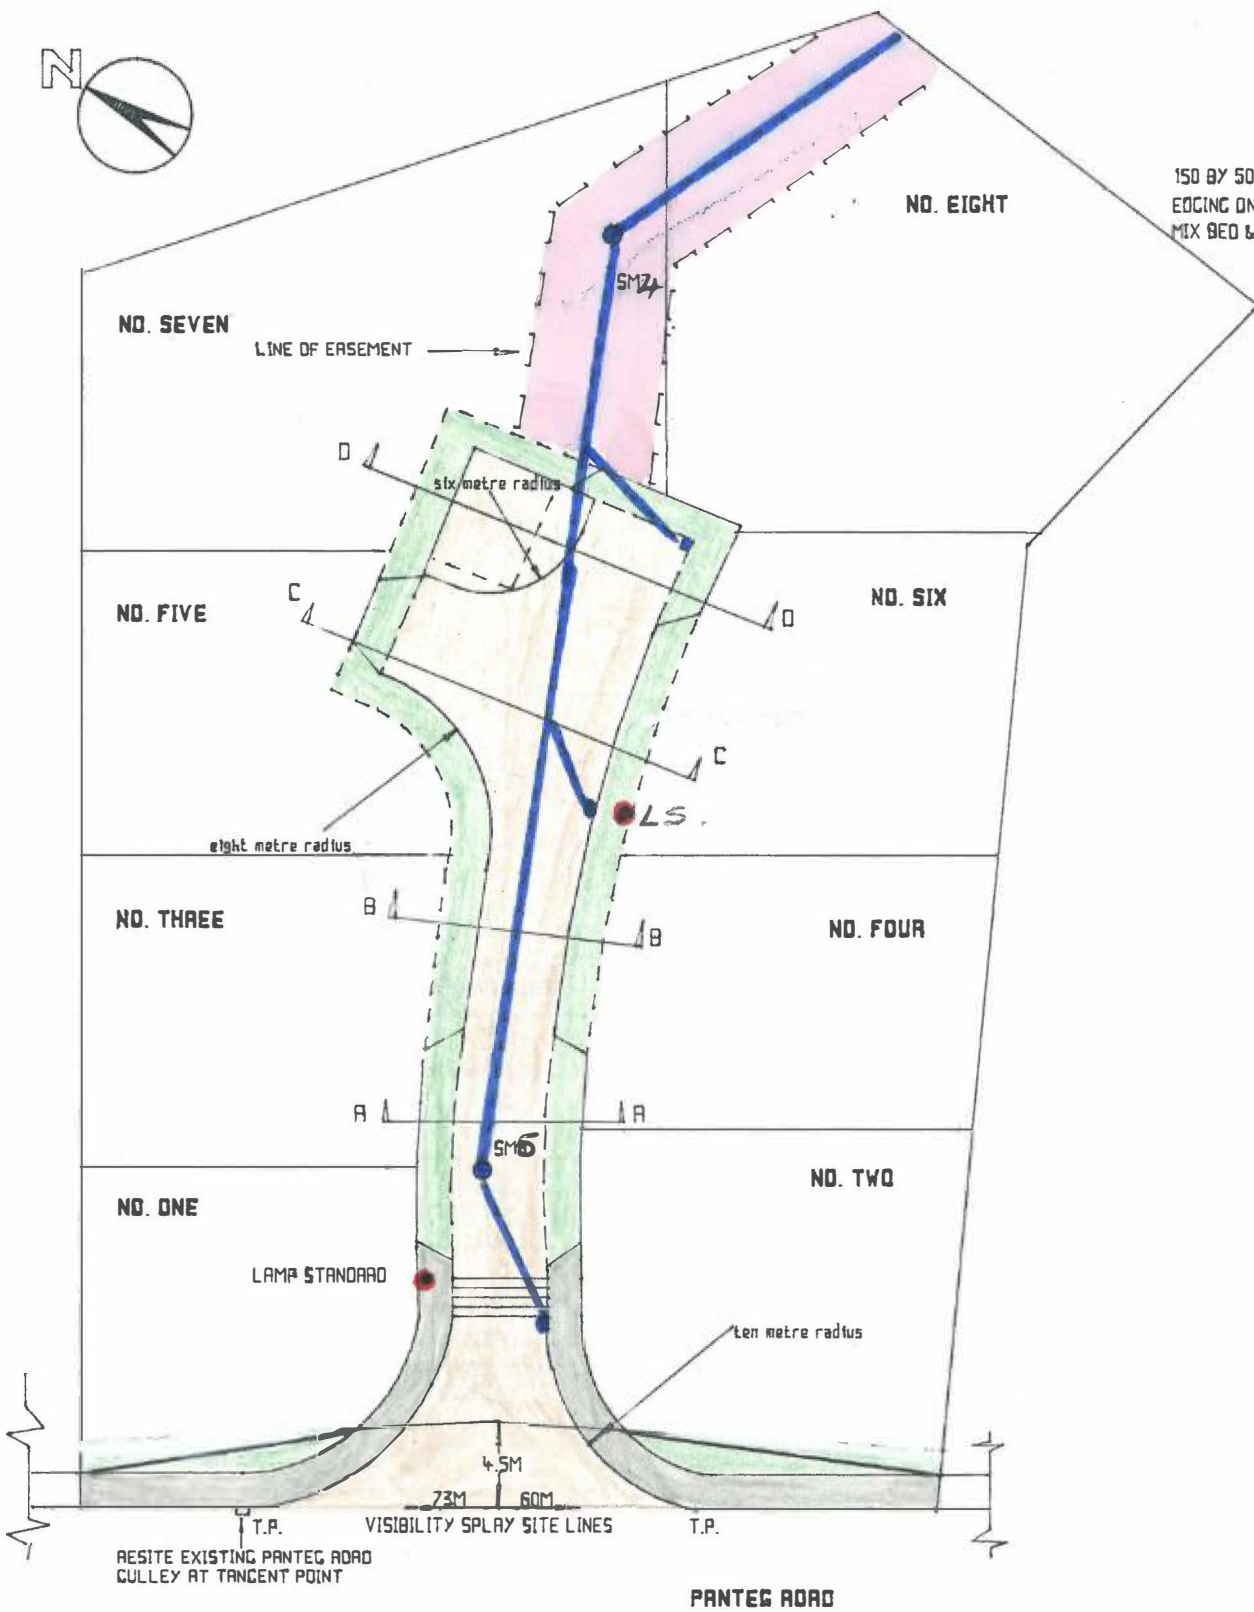 N
150 BY 50
EDGING ON
MIX BED &
NO. EIGHT
SM4
NO. SEVEN
LINE OF EASEMENT
D
six metre radius
C
NO. FIVE
D
NO. SIX
C
LS.
eight metre radius
NO. THREE
B
B
NO. FOUR
A
A
SM5
NO. ONE
NO. TWO
LAMP STANDARD
ten metre radius
4.5M
73M
60M
T.P.
VISIBILITY SPLAY SITE LINES
T.P.
RESITE EXISTING PANTEG ROAD
GULLEY AT TANGENT POINT
PANTEG ROAD